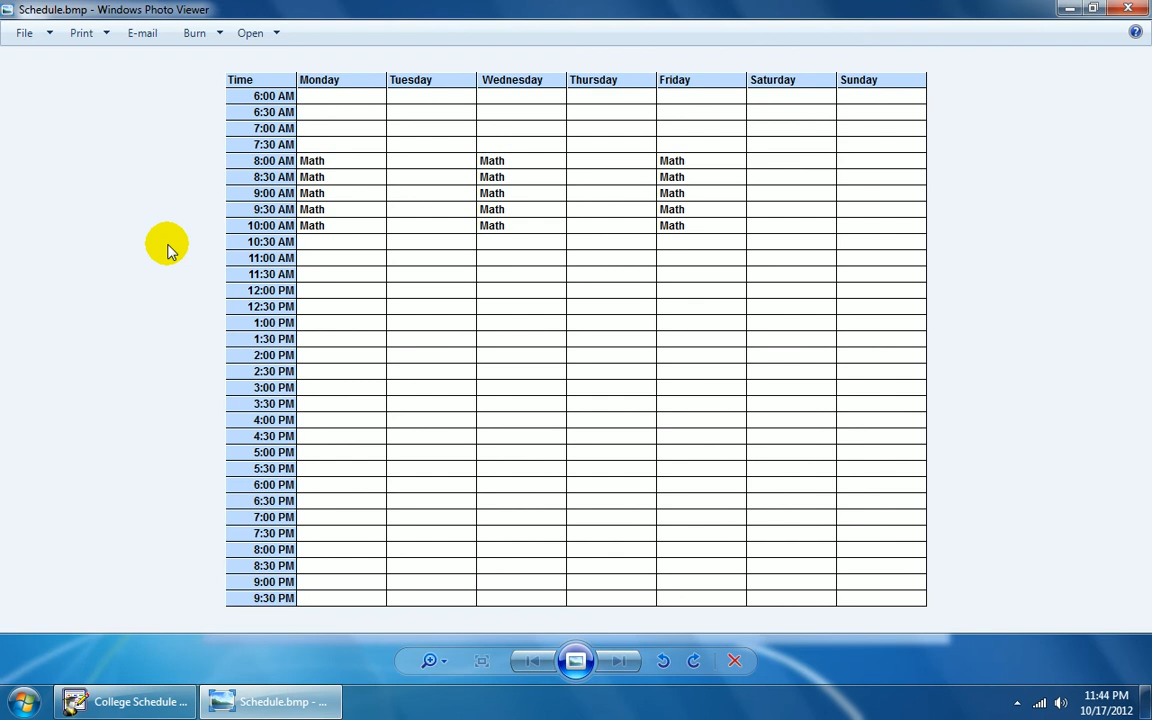 Schedule.bmp - Windows Photo Viewer
File Print E-mail Burn Open
Time Monday Tuesday Wednesday Thursday Friday Saturday Sunday
6:00 AM
6:30 AM
7:00 AM
7:30 AM
8:00 AM Math Math Math
8:30 AM Math Math Math
9:00 AM Math Math Math
9:30 AM Math Math Math
10:00 AM Math Math Math
10:30 AM
11:00 AM
11:30 AM
12:00 PM
12:30 PM
1:00 PM
1:30 PM
2:00 PM
2:30 PM
3:00 PM
3:30 PM
4:00 PM
4:30 PM
5:00 PM
5:30 PM
6:00 PM
6:30 PM
7:00 PM
7:30 PM
8:00 PM
8:30 PM
9:00 PM
9:30 PM
College Schedule ... Schedule.bmp - ... 11:44 PM
10/17/2012